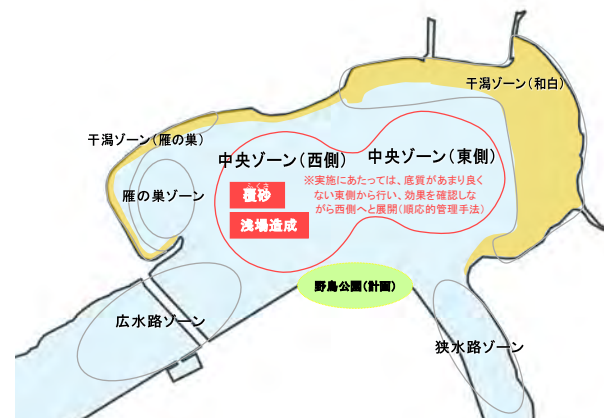 干潟ゾーン(和白)
干潟ゾーン(雁の巣)
中央ゾーン(西側)
中央ゾーン(東側)
※実施にあたっては、底質があまり良く
ない東側から行い、効果を確認しな
がら西側へと展開(順応的管理手法)
雁の巣ゾーン
ふくさ
覆砂
浅場造成
野鳥公園(計画)
広水路ゾーン
狭水路ゾーン